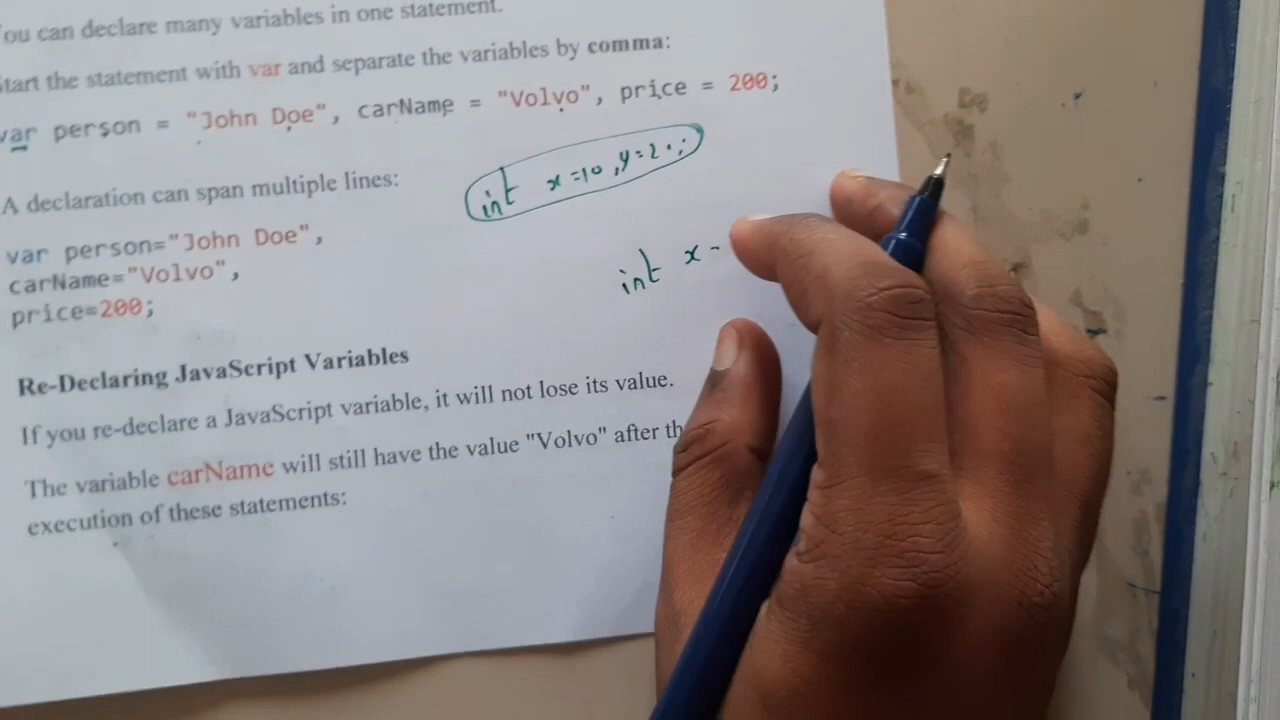 ou can declare many variables in one statement.
Start the statement with var and separate the variables by comma:
var person = "John Doe", carName = "Volvo", price = 200;
int x=10, y=20;
A declaration can span multiple lines:
var person="John Doe",
carName="Volvo",
price=200;
int x -
Re-Declaring JavaScript Variables
If you re-declare a JavaScript variable, it will not lose its value.
The variable carName will still have the value "Volvo" after th
execution of these statements: